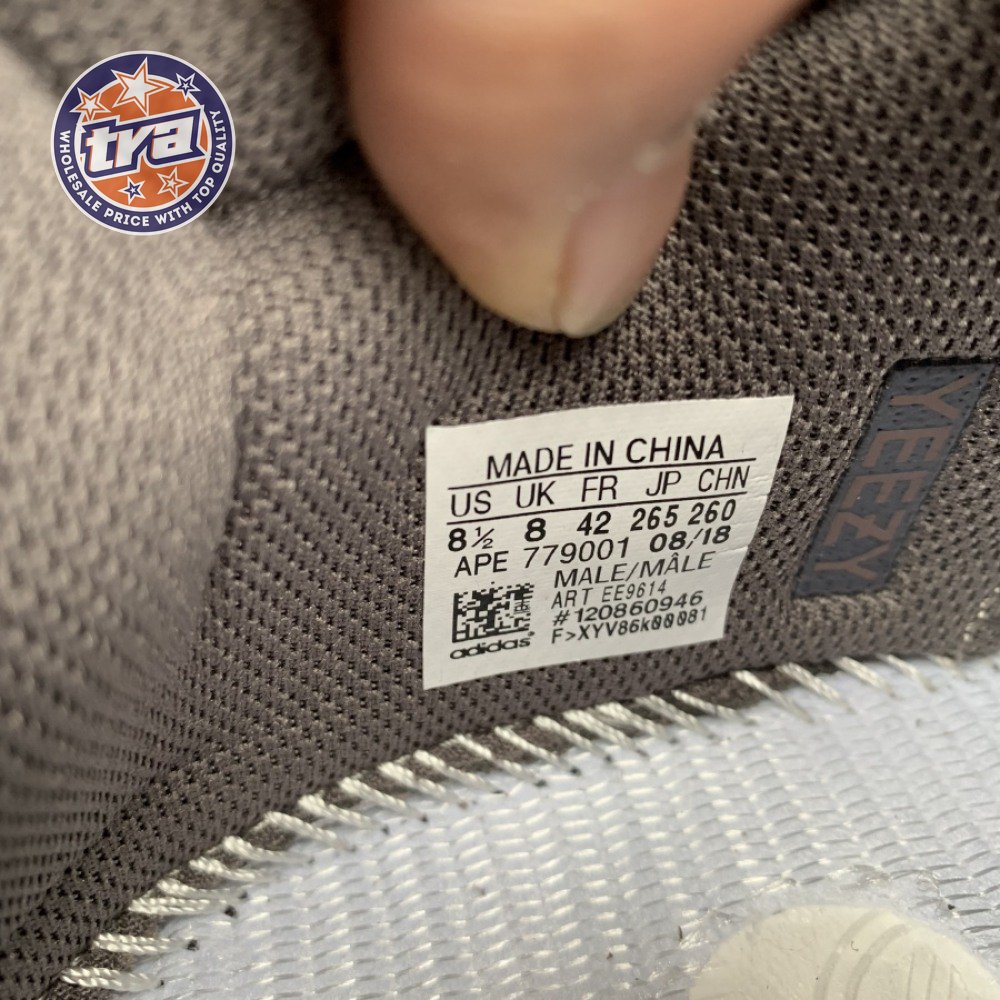 tra
WHOLESALE PRICE WITH TOP QUALITY
MADE IN CHINA
US UK FR JP CHN
8½ 8 42 265 260
APE 779001 08/18
MALE/MÂLE
ART EE9614
#120860946
F>XYV86k00081
adidas
YEEZY